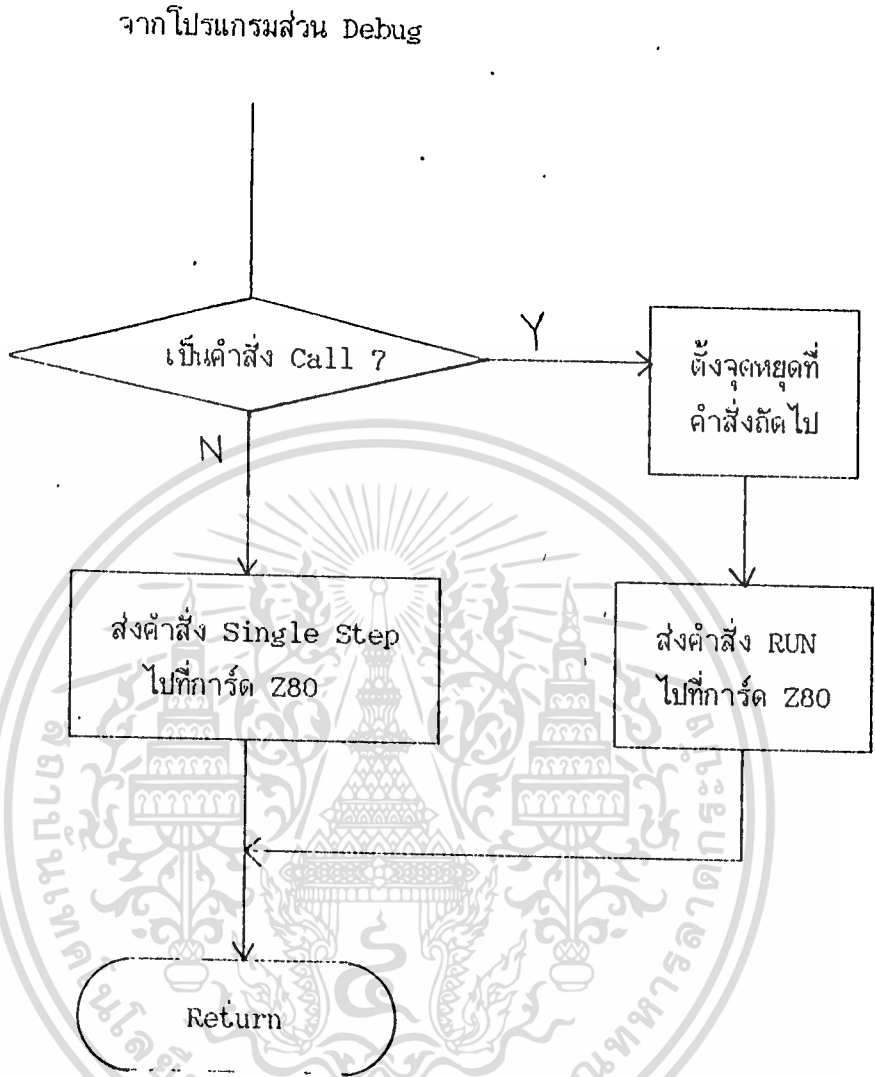 จากโปรแกรมส่วน Debug
เป็นคำสั่ง Call ?
Y
ตั้งจุดหยุดที่
คำสั่งถัดไป
N
ส่งคำสั่ง Single Step
ไปที่การ์ด Z80
ส่งคำสั่ง RUN
ไปที่การ์ด Z80
Return